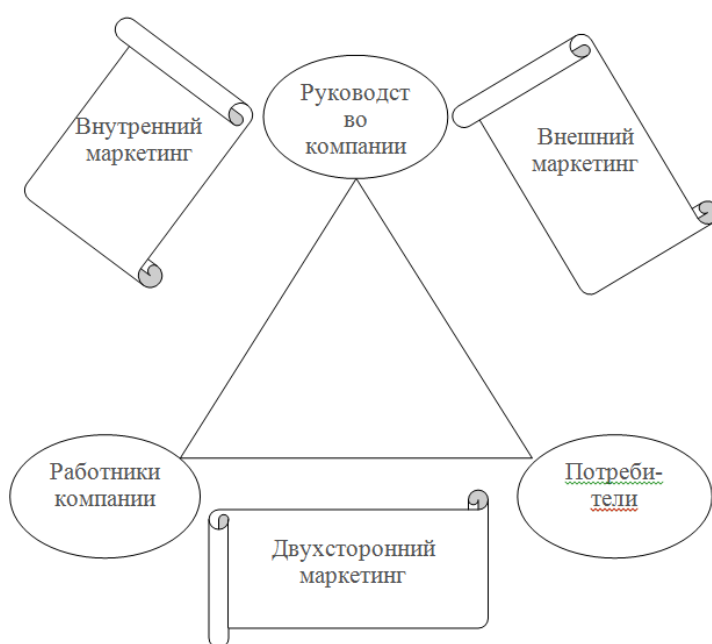 Руководст
во
компании
Внутренний
маркетинг
Внешний
маркетинг
Работники
компании
Потреби-
тели
Двухсторонний
маркетинг